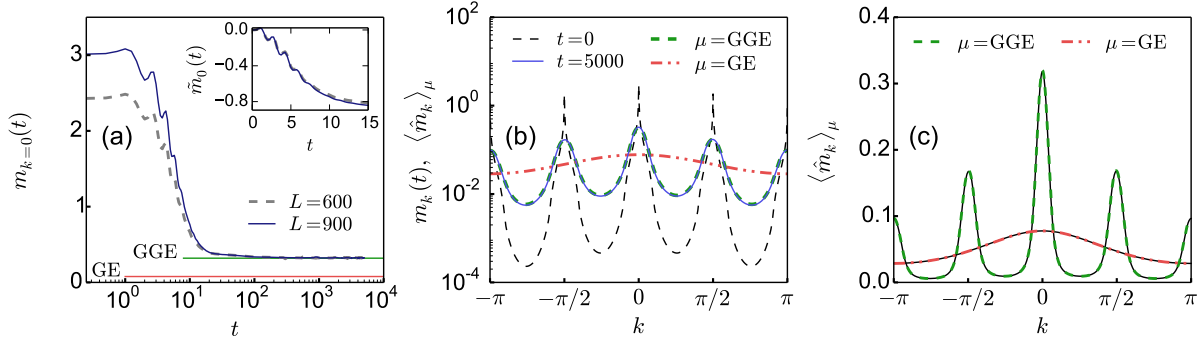 (a)
m_{k=0}(t)
3
2
1
0
10^0
10^1
10^2
10^3
10^4
t
L=600
L=900
GGE
GE
m̃_0(t)
0.0
−0.4
−0.8
0
5
10
15
t
(b)
m_k(t), ⟨m̂_k⟩_μ
10^2
10^0
10^{−2}
10^{−4}
t=0
t=5000
μ=GGE
μ=GE
−π
−π/2
0
π/2
π
k
(c)
⟨m̂_k⟩_μ
0.4
0.3
0.2
0.1
0.0
μ=GGE
μ=GE
−π
−π/2
0
π/2
π
k